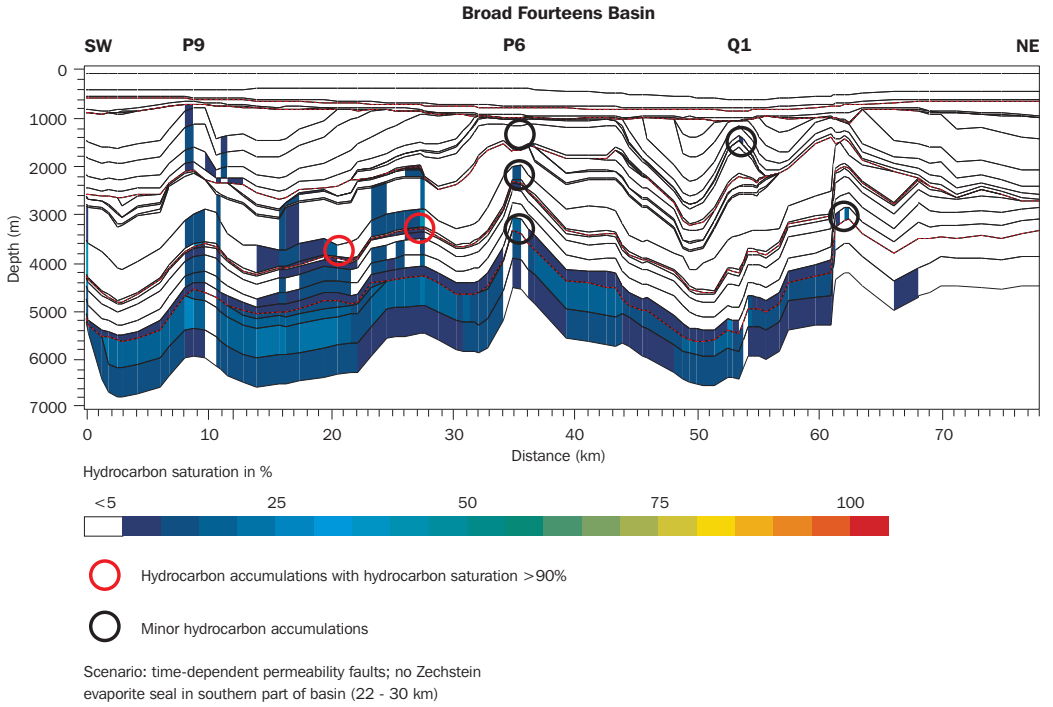 Broad Fourteens Basin
SW P9 P6 Q1 NE
0
1000
2000
3000
4000
5000
6000
7000
Depth (m)
0 10 20 30 40 50 60 70
Distance (km)
Hydrocarbon saturation in %
<5 25 50 75 100
Hydrocarbon accumulations with hydrocarbon saturation >90%
Minor hydrocarbon accumulations
Scenario: time-dependent permeability faults; no Zechstein
evaporite seal in southern part of basin (22 - 30 km)